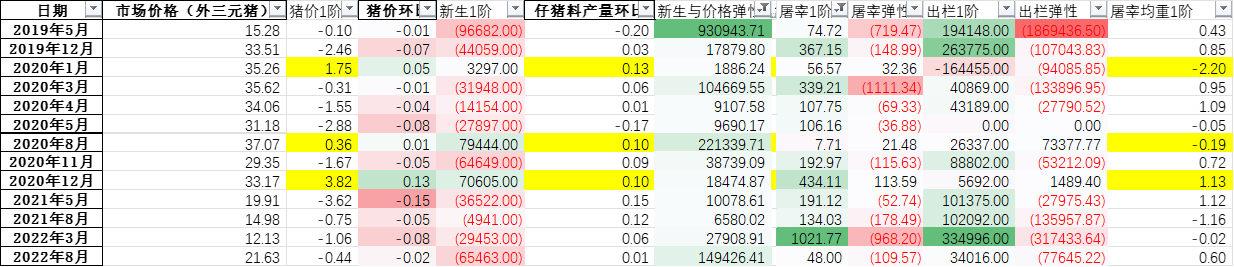 日期 市场价格（外三元猪） 猪价1阶 猪价环比 新生1阶 仔猪料产量环比 新生与价格弹性 屠宰1阶 屠宰弹性 出栏1阶 出栏弹性 屠宰均重1阶
2019年5月 15.28 -0.10 -0.01 (96682.00) -0.20 930943.71 74.72 (719.47) 194148.00 (1869436.50) 0.43
2019年12月 33.51 -2.46 -0.07 (44059.00) 0.03 17879.80 367.15 (148.99) 263775.00 (107043.83) 0.85
2020年1月 35.26 1.75 0.05 3297.00 0.13 1886.24 56.57 32.36 -164455.00 (94085.85) -2.20
2020年3月 35.62 -0.31 -0.01 (31948.00) 0.06 104669.55 339.21 (1111.34) 40869.00 (133896.95) 0.95
2020年4月 34.06 -1.55 -0.04 (14154.00) 0.01 9107.58 107.75 (69.33) 43189.00 (27790.52) 1.09
2020年5月 31.18 -2.88 -0.08 (27897.00) -0.17 9690.17 106.16 (36.88) 0.00 0.00 -0.05
2020年8月 37.07 0.36 0.01 79444.00 0.10 221339.71 7.71 21.48 26337.00 73377.77 -0.19
2020年11月 29.35 -1.67 -0.05 (64649.00) 0.09 38739.09 192.97 (115.63) 88802.00 (53212.09) 0.72
2020年12月 33.17 3.82 0.13 70605.00 0.10 18474.87 434.11 113.59 5692.00 1489.40 1.13
2021年5月 19.91 -3.62 -0.15 (36522.00) 0.15 10078.61 191.12 (52.74) 101375.00 (27975.43) 1.12
2021年8月 14.98 -0.75 -0.05 (4941.00) 0.12 6580.02 134.03 (178.49) 102092.00 (135957.87) -1.16
2022年3月 12.13 -1.06 -0.08 (29453.00) 0.06 27908.91 1021.77 (968.20) 334996.00 (317433.64) -0.02
2022年8月 21.63 -0.44 -0.02 (65463.00) 0.01 149426.41 48.00 (109.57) 34016.00 (77645.22) 0.60